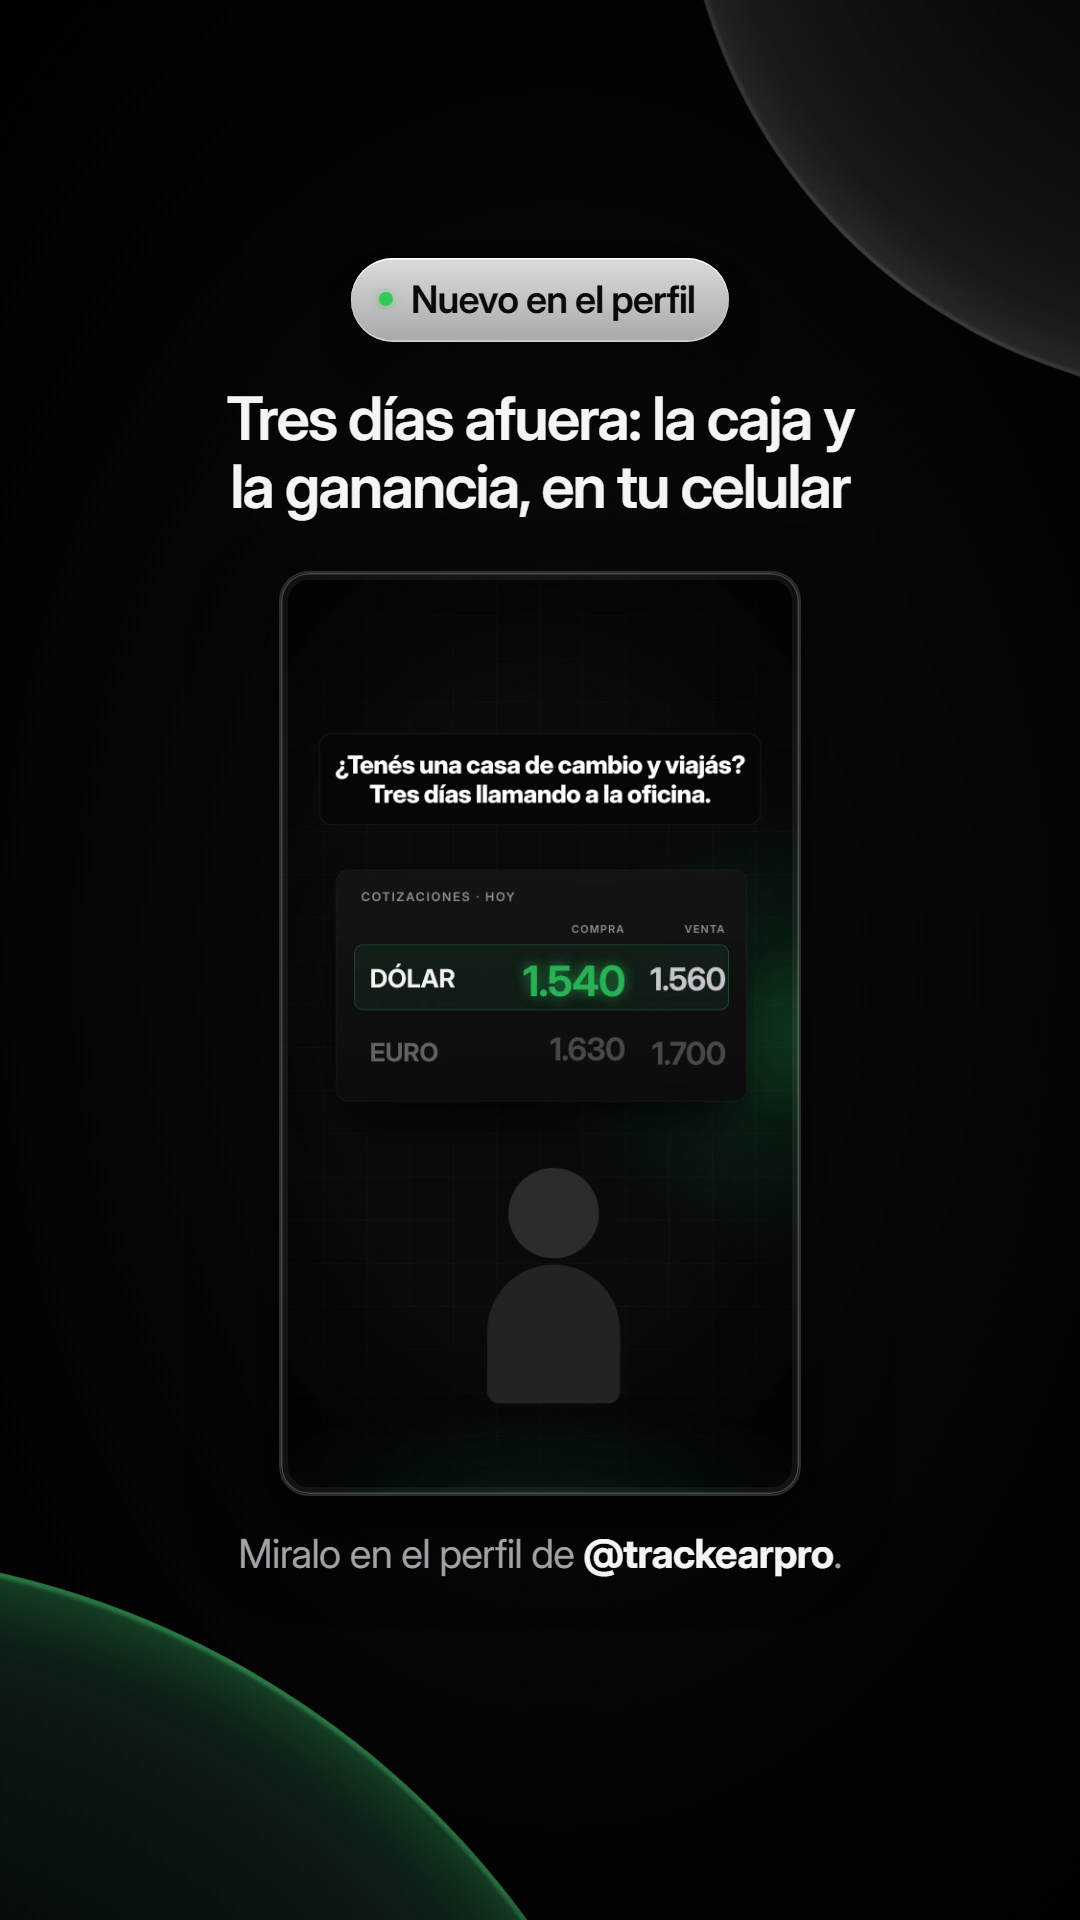 Nuevo en el perfil
Tres días afuera: la caja y
la ganancia, en tu celular
¿Tenés una casa de cambio y viajás?
Tres días llamando a la oficina.
COTIZACIONES · HOY
COMPRA VENTA
DÓLAR 1.540 1.560
EURO 1.630 1.700
Miralo en el perfil de @trackearpro.